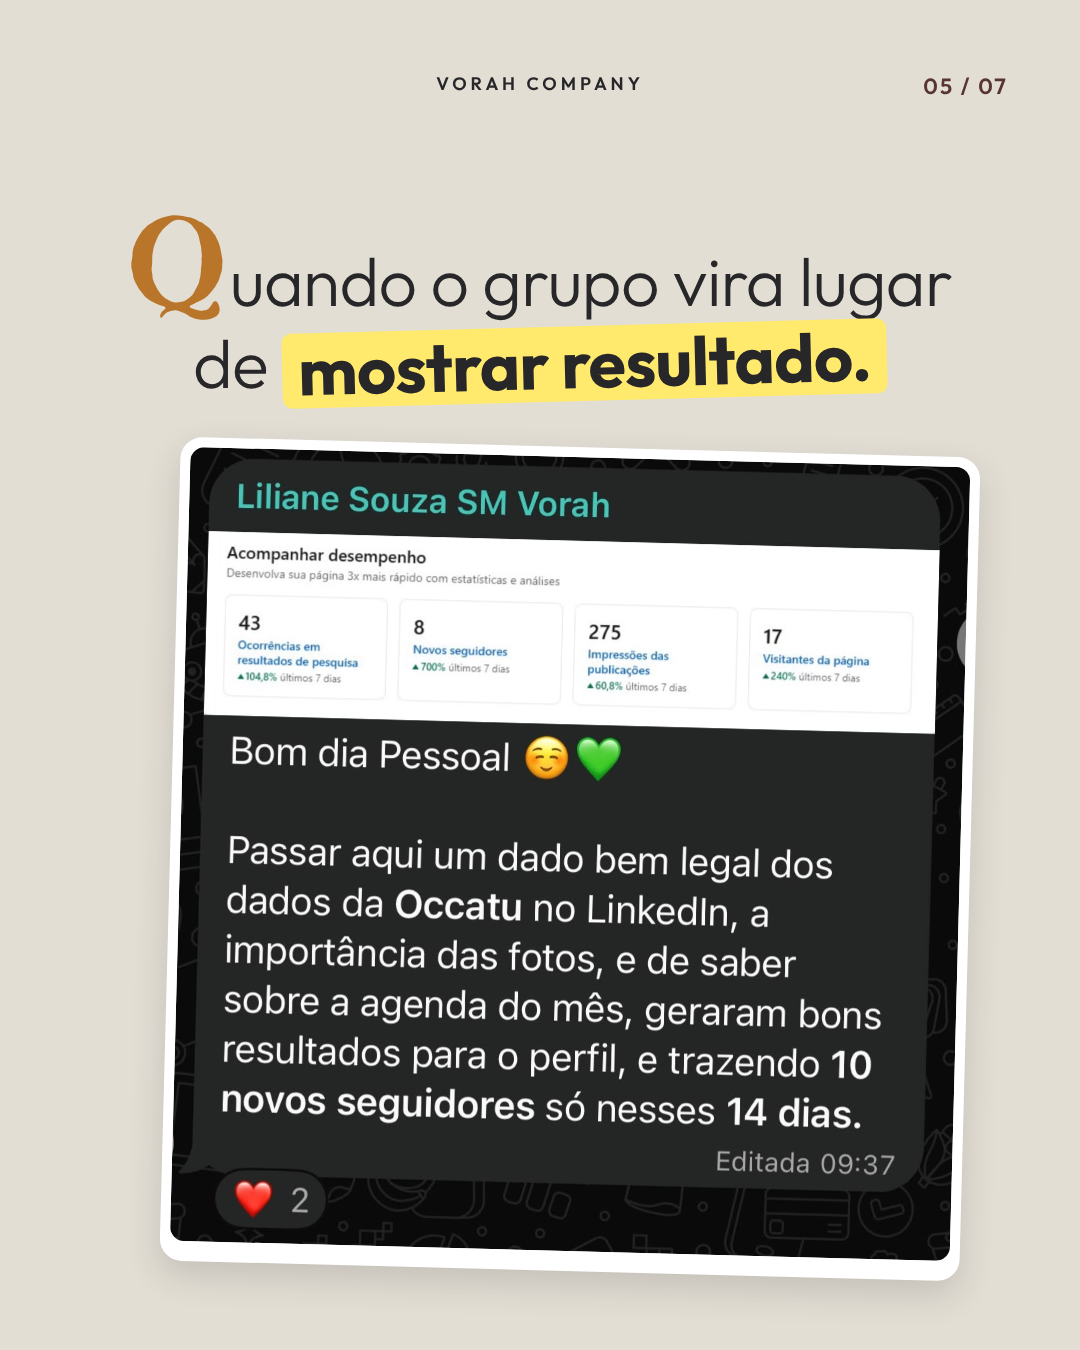 VORAH COMPANY
05 / 07
Quando o grupo vira lugar
de mostrar resultado.
Liliane Souza SM Vorah
Acompanhar desempenho
Desenvolva sua página 3x mais rápido com estatísticas e análises
43
Ocorrências em
resultados de pesquisa
▲104,8% últimos 7 dias
8
Novos seguidores
▲700% últimos 7 dias
275
Impressões das
publicações
▲60,8% últimos 7 dias
17
Visitantes da página
▲240% últimos 7 dias
Bom dia Pessoal ☺️💚
Passar aqui um dado bem legal dos
dados da Occatu no LinkedIn, a
importância das fotos, e de saber
sobre a agenda do mês, geraram bons
resultados para o perfil, e trazendo 10
novos seguidores só nesses 14 dias.
Editada 09:37
❤️ 2